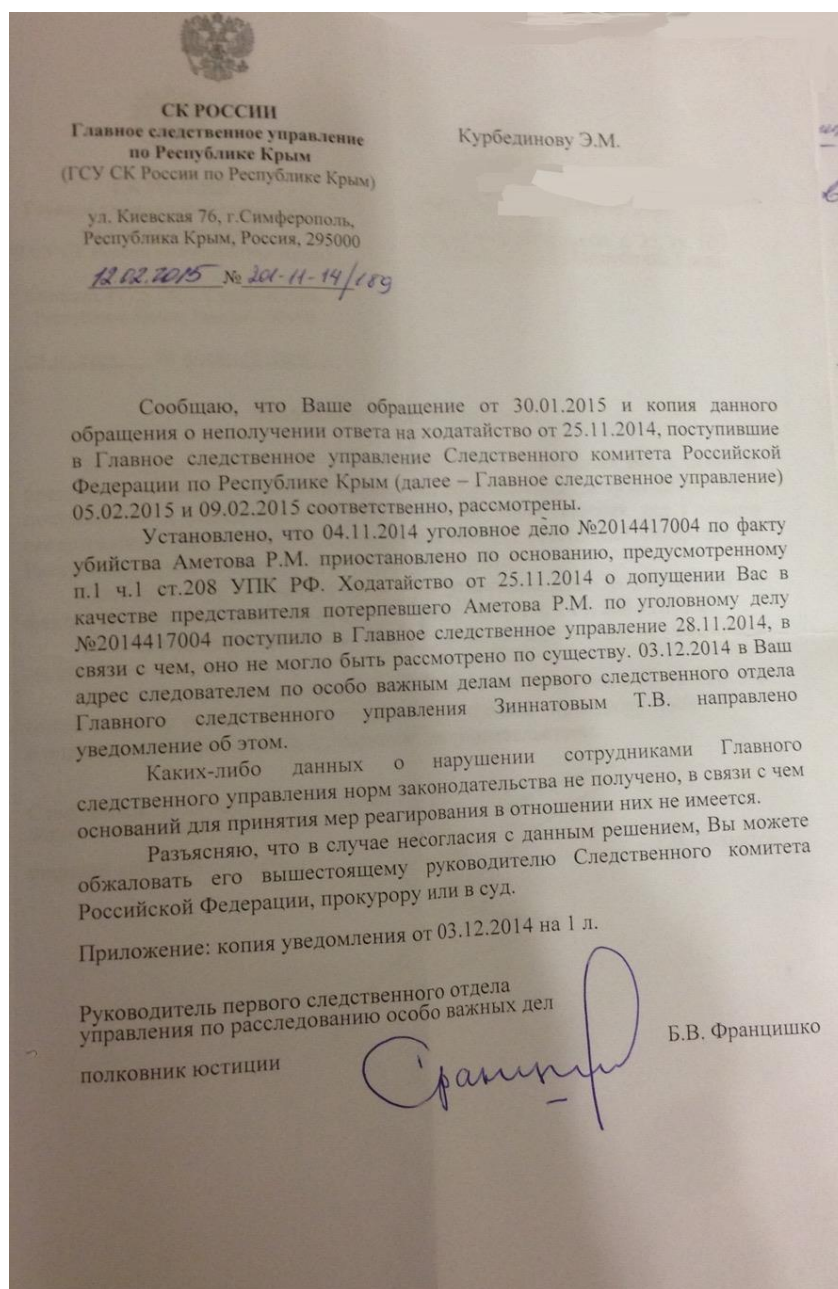 СК РОССИИ
Главное следственное управление
по Республике Крым
(ГСУ СК России по Республике Крым)
ул. Киевская 76, г.Симферополь,
Республика Крым, Россия, 295000
12.02.2015 № 201-11-14/189
Курбединову Э.М.
Сообщаю, что Ваше обращение от 30.01.2015 и копия данного
обращения о неполучении ответа на ходатайство от 25.11.2014, поступившие
в Главное следственное управление Следственного комитета Российской
Федерации по Республике Крым (далее – Главное следственное управление)
05.02.2015 и 09.02.2015 соответственно, рассмотрены.
Установлено, что 04.11.2014 уголовное дело №2014417004 по факту
убийства Аметова Р.М. приостановлено по основанию, предусмотренному
п.1 ч.1 ст.208 УПК РФ. Ходатайство от 25.11.2014 о допущении Вас в
качестве представителя потерпевшего Аметова Р.М. по уголовному делу
№2014417004 поступило в Главное следственное управление 28.11.2014, в
связи с чем, оно не могло быть рассмотрено по существу. 03.12.2014 в Ваш
адрес следователем по особо важным делам первого следственного отдела
Главного следственного управления Зиннатовым Т.В. направлено
уведомление об этом.
Каких-либо данных о нарушении сотрудниками Главного
следственного управления норм законодательства не получено, в связи с чем
оснований для принятия мер реагирования в отношении них не имеется.
Разъясняю, что в случае несогласия с данным решением, Вы можете
обжаловать его вышестоящему руководителю Следственного комитета
Российской Федерации, прокурору или в суд.
Приложение: копия уведомления от 03.12.2014 на 1 л.
Руководитель первого следственного отдела
управления по расследованию особо важных дел
полковник юстиции
Б.В. Францишко